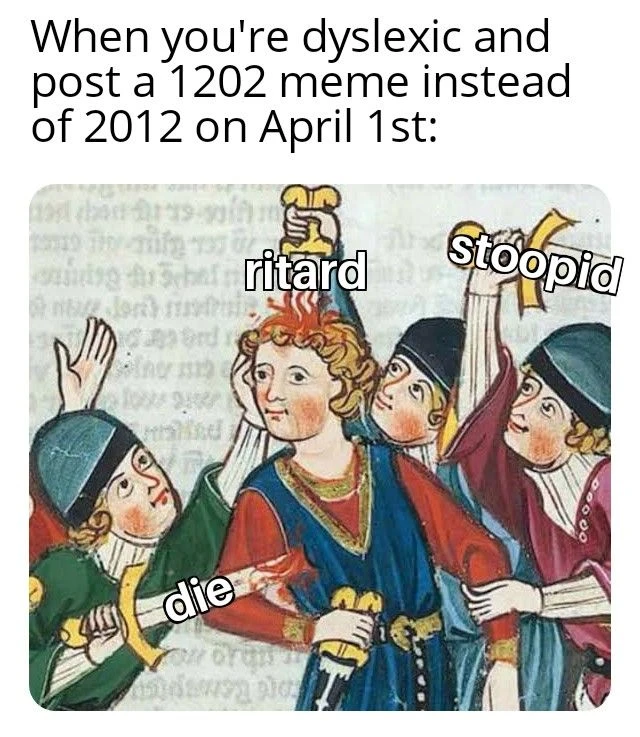 When you're dyslexic and
post a 1202 meme instead
of 2012 on April 1st:
ritard
stoopid
die